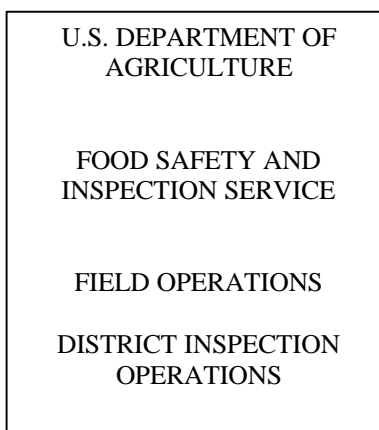 U.S. DEPARTMENT OF
AGRICULTURE
FOOD SAFETY AND
INSPECTION SERVICE
FIELD OPERATIONS
DISTRICT INSPECTION
OPERATIONS